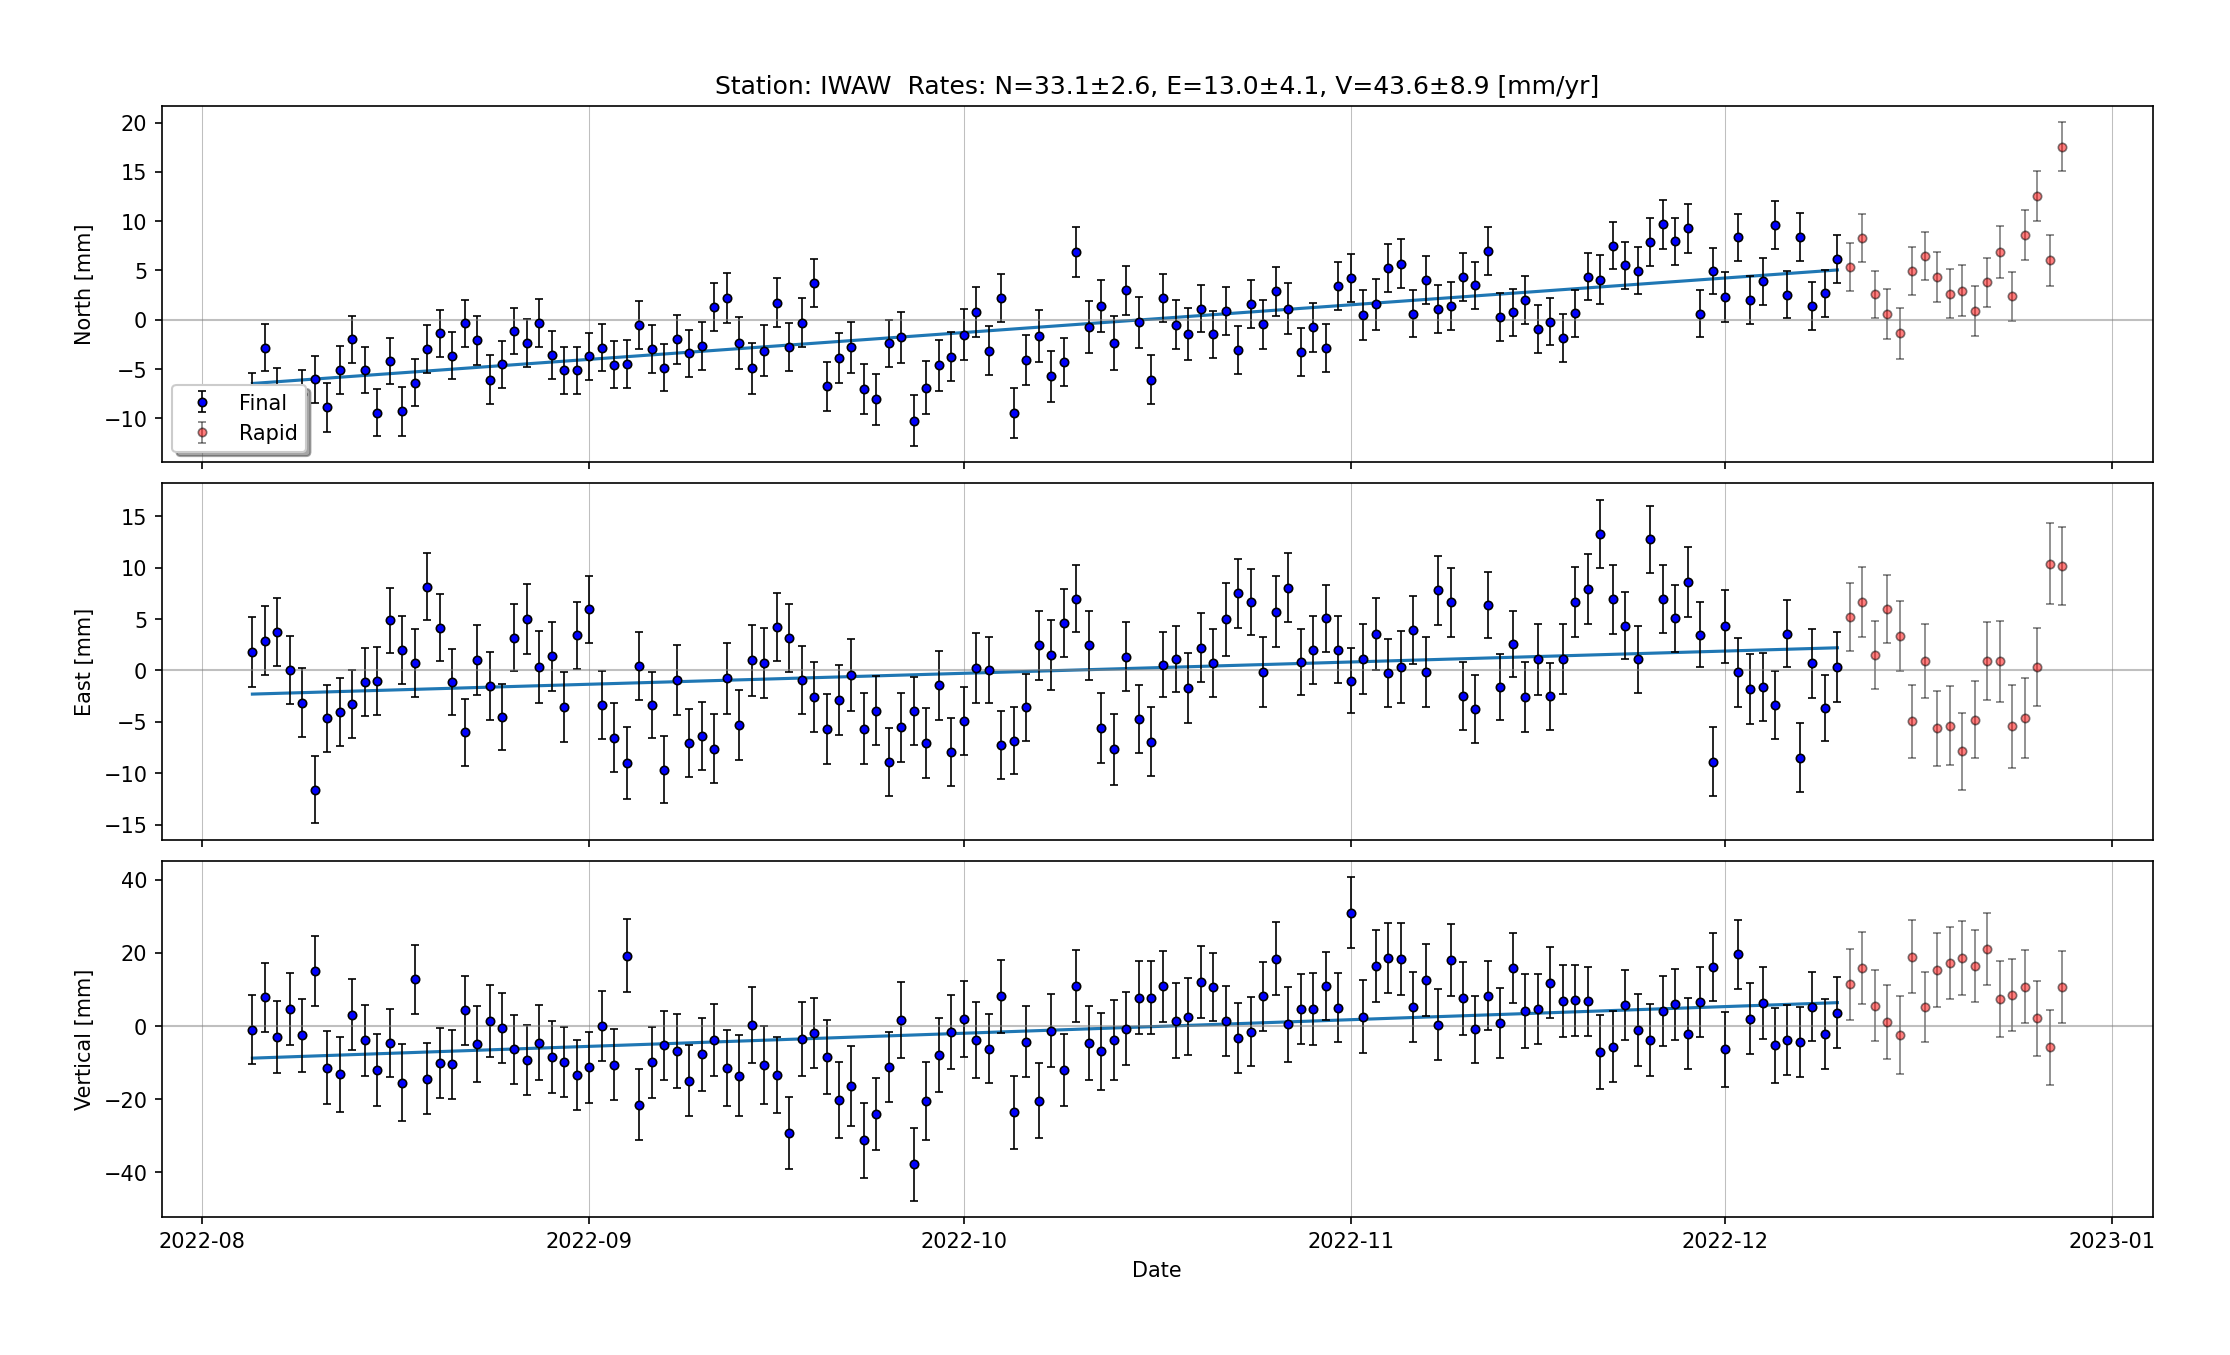 Station: IWAW  Rates: N=33.1±2.6, E=13.0±4.1, V=43.6±8.9 [mm/yr]
20
15
10
5
0
−5
−10
North [mm]
Final
Rapid
15
10
5
0
−5
−10
−15
East [mm]
40
20
0
−20
−40
Vertical [mm]
2022-08 2022-09 2022-10 2022-11 2022-12 2023-01
Date